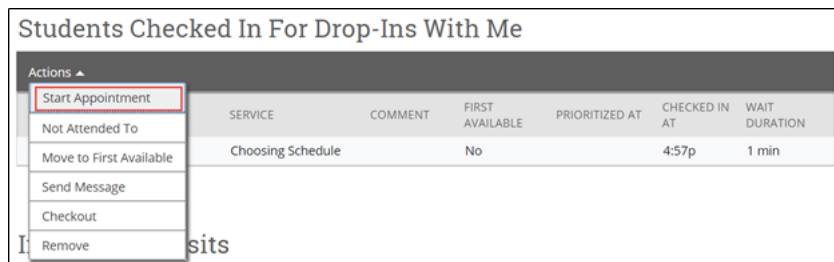 Students Checked In For Drop-Ins With Me
Actions
Start Appointment
Not Attended To
Move to First Available
Send Message
Checkout
Remove
SERVICE COMMENT FIRST AVAILABLE PRIORITIZED AT CHECKED IN AT WAIT DURATION
Choosing Schedule No 4:57p 1 min